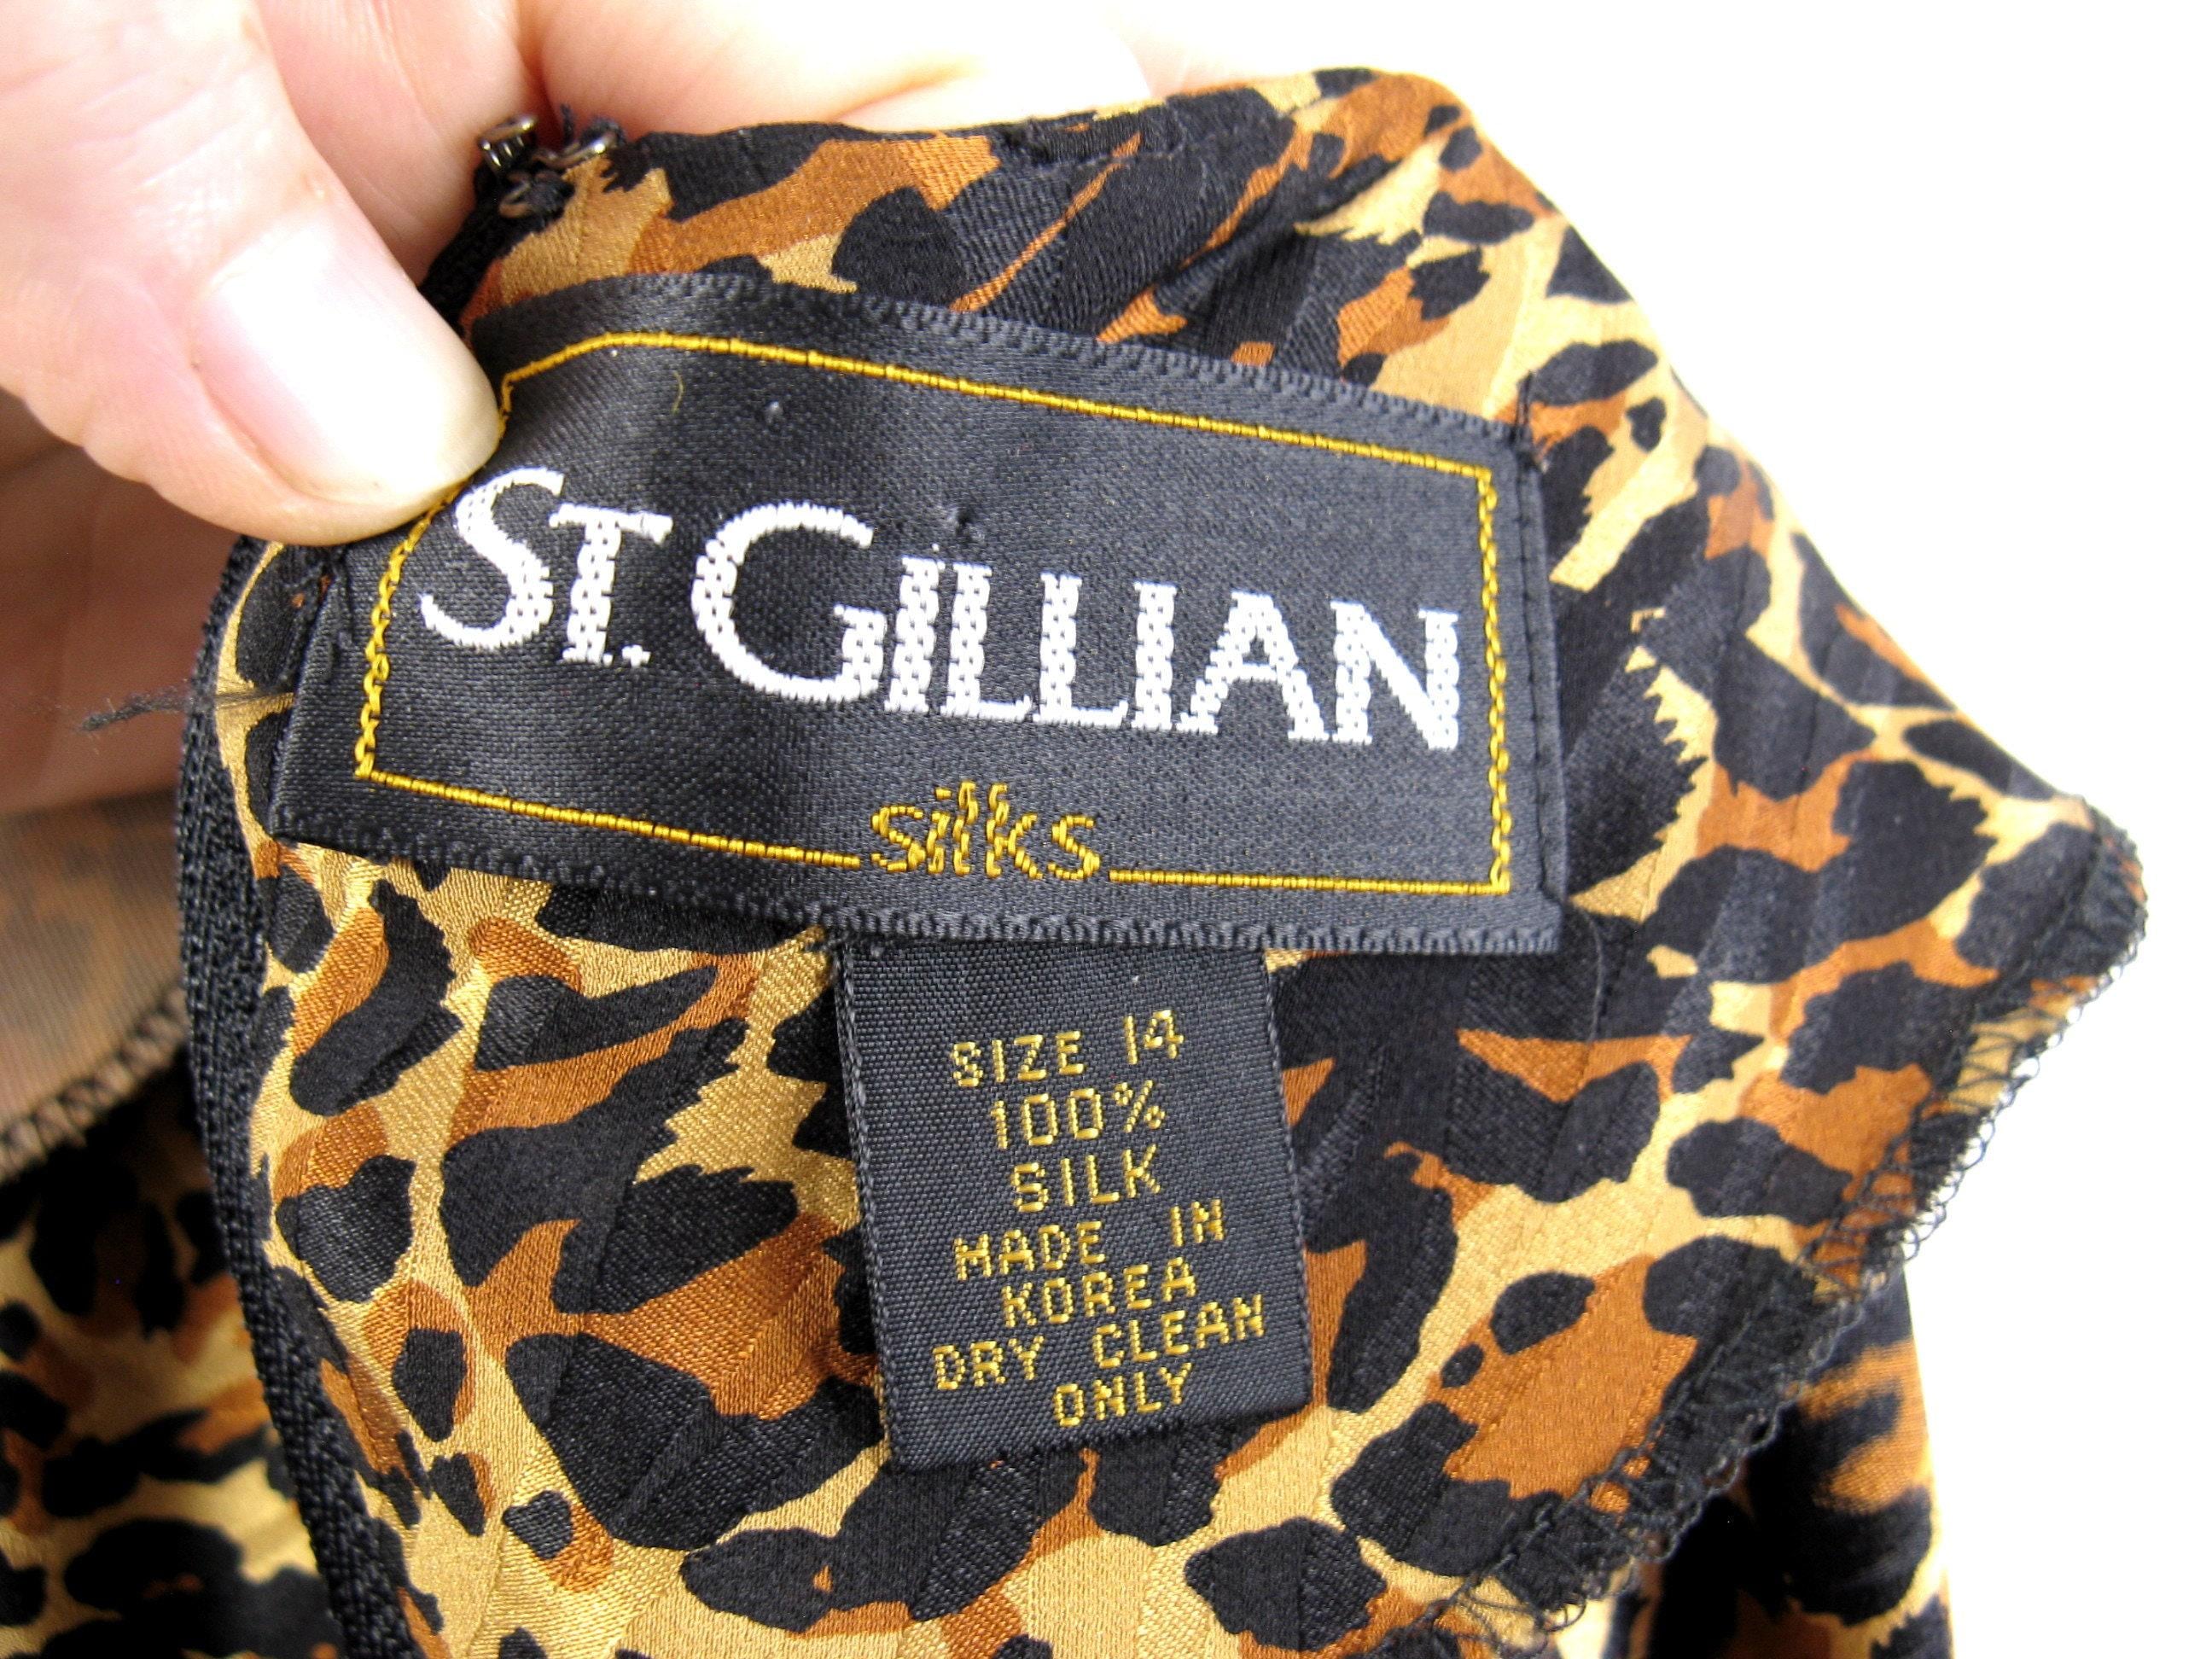 ST. GILLIAN
silks
SIZE 14
100%
SILK
MADE IN
KOREA
DRY CLEAN
ONLY